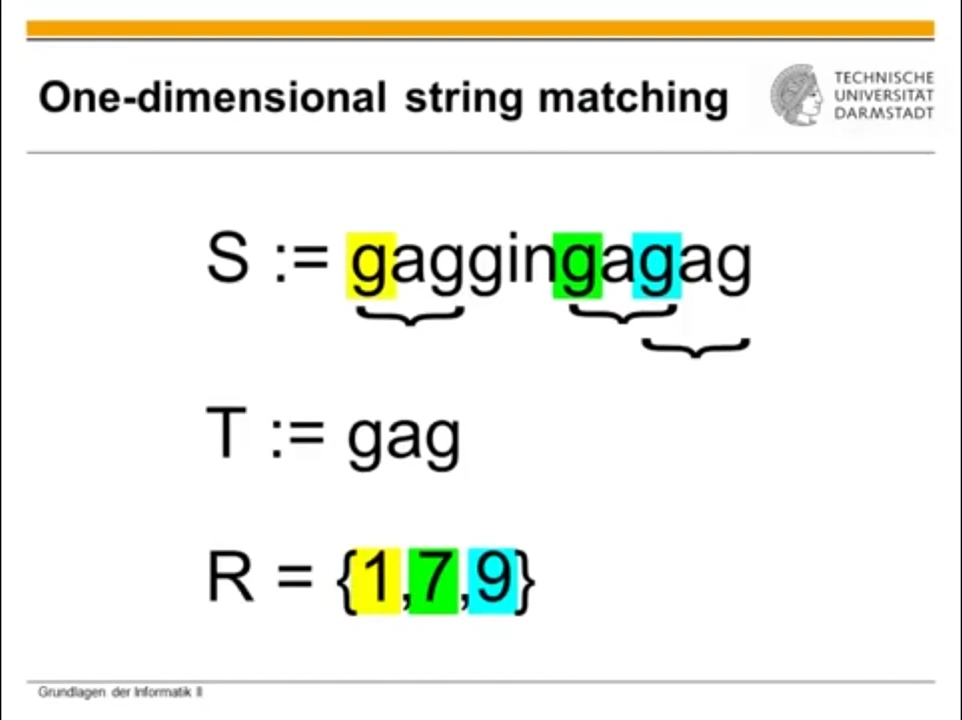 One-dimensional string matching
TECHNISCHE
UNIVERSITÄT
DARMSTADT
S := gaggingagag
T := gag
R = {1,7,9}
Grundlagen der Informatik II